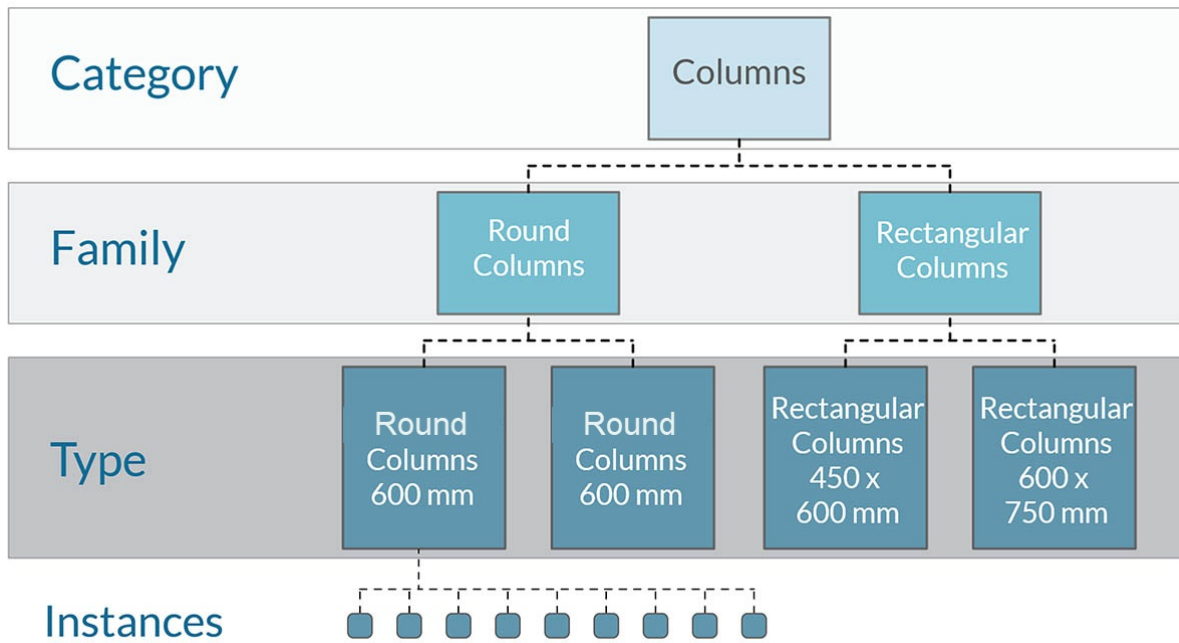 Category
Columns
Family
Round
Columns
Rectangular
Columns
Type
Round
Columns
600 mm
Round
Columns
600 mm
Rectangular
Columns
450 x
600 mm
Rectangular
Columns
600 x
750 mm
Instances